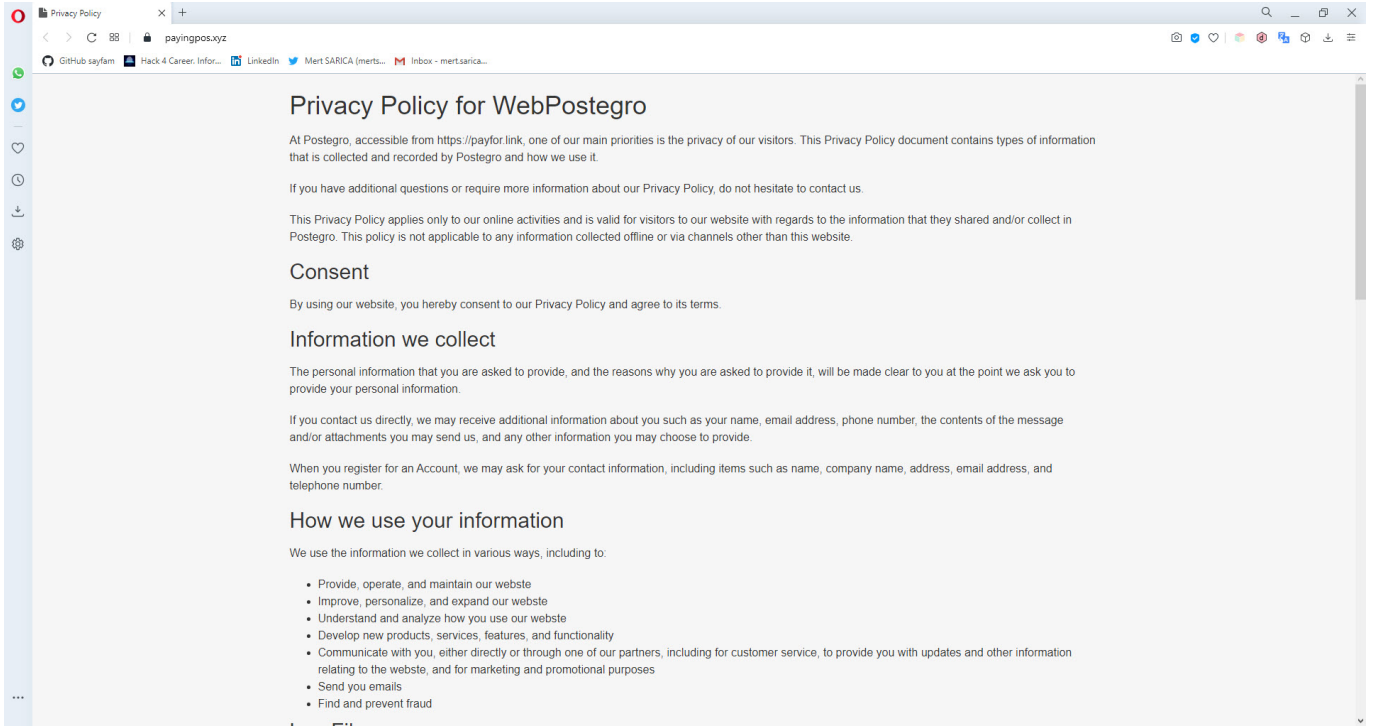 Privacy Policy
payingpos.xyz
GitHub sayfam
Hack 4 Career. Infor...
LinkedIn
Mert SARICA (merts...
Inbox - mert.sarica...
Privacy Policy for WebPostegro
At Postegro, accessible from https://payfor.link, one of our main priorities is the privacy of our visitors. This Privacy Policy document contains types of information
that is collected and recorded by Postegro and how we use it.
If you have additional questions or require more information about our Privacy Policy, do not hesitate to contact us.
This Privacy Policy applies only to our online activities and is valid for visitors to our website with regards to the information that they shared and/or collect in
Postegro. This policy is not applicable to any information collected offline or via channels other than this website.
Consent
By using our website, you hereby consent to our Privacy Policy and agree to its terms.
Information we collect
The personal information that you are asked to provide, and the reasons why you are asked to provide it, will be made clear to you at the point we ask you to
provide your personal information.
If you contact us directly, we may receive additional information about you such as your name, email address, phone number, the contents of the message
and/or attachments you may send us, and any other information you may choose to provide.
When you register for an Account, we may ask for your contact information, including items such as name, company name, address, email address, and
telephone number.
How we use your information
We use the information we collect in various ways, including to:
• Provide, operate, and maintain our webste
• Improve, personalize, and expand our webste
• Understand and analyze how you use our webste
• Develop new products, services, features, and functionality
• Communicate with you, either directly or through one of our partners, including for customer service, to provide you with updates and other information
relating to the webste, and for marketing and promotional purposes
• Send you emails
• Find and prevent fraud